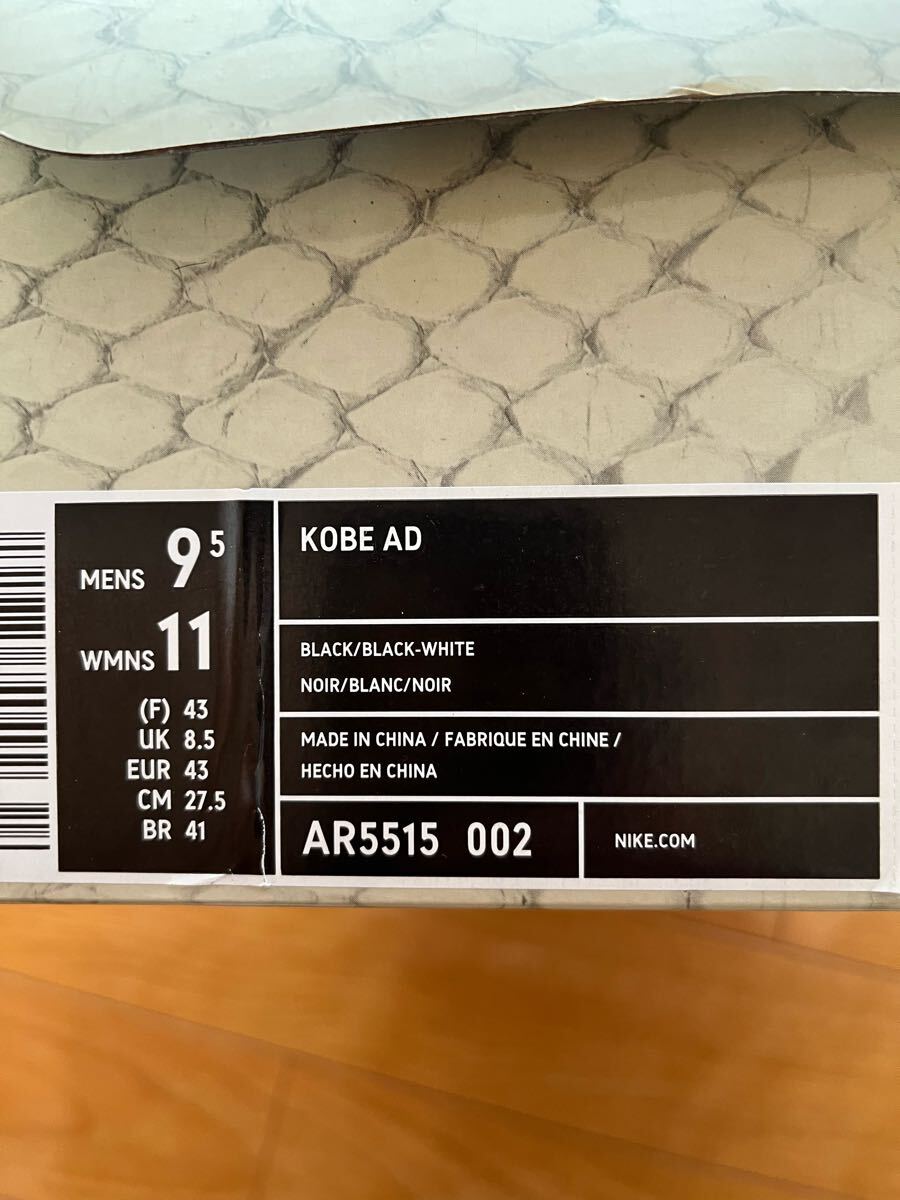 MENS 9 5
WMNS 11
(F) 43
UK 8.5
EUR 43
CM 27.5
BR 41
KOBE AD
BLACK/BLACK-WHITE
NOIR/BLANC/NOIR
MADE IN CHINA / FABRIQUE EN CHINE /
HECHO EN CHINA
AR5515 002
NIKE.COM